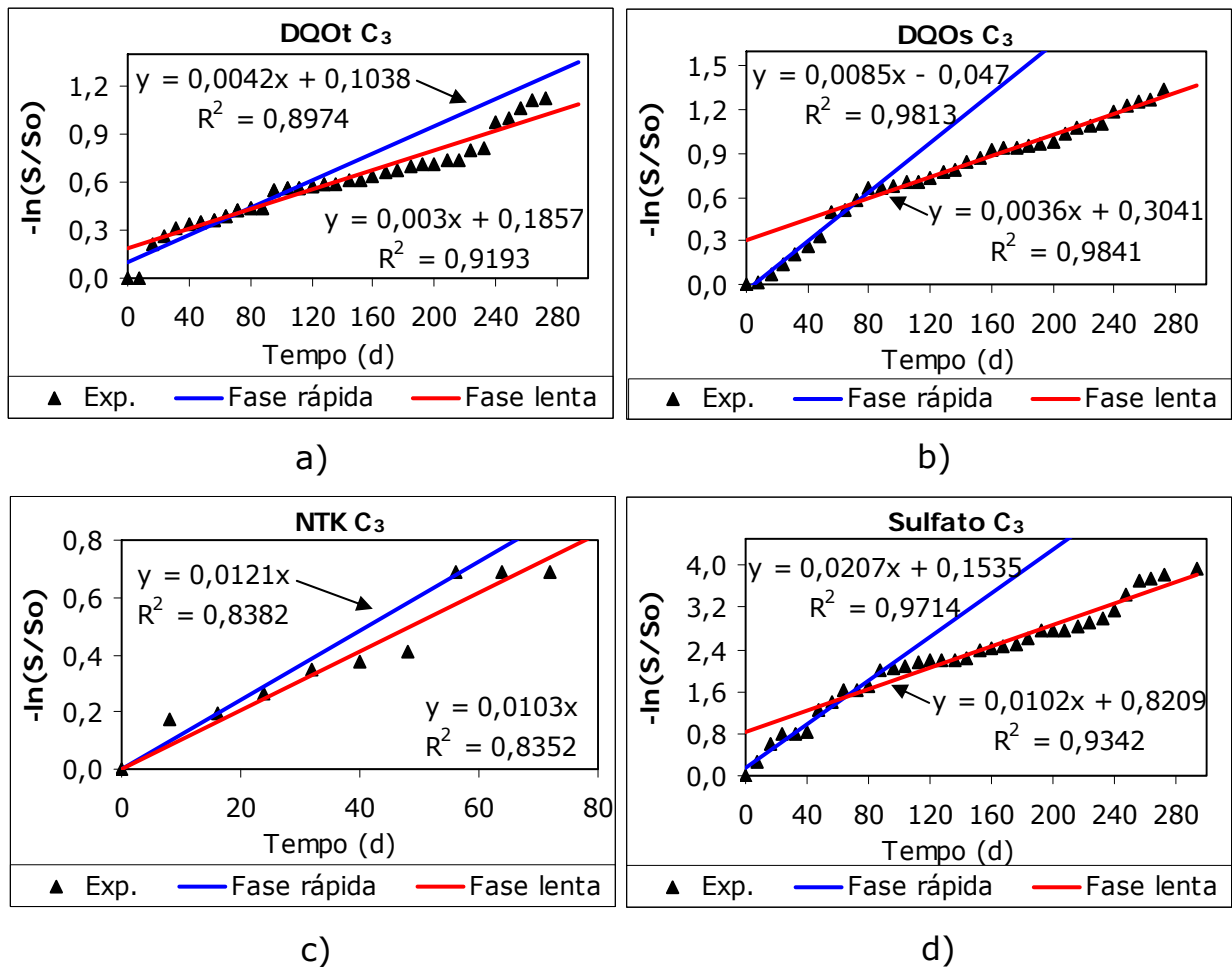 DQOt C₃
y = 0,0042x + 0,1038
R² = 0,8974
y = 0,003x + 0,1857
R² = 0,9193
-ln(S/So)
1,2
0,9
0,6
0,3
0,0
0 40 80 120 160 200 240 280
Tempo (d)
Exp. Fase rápida Fase lenta
a)
DQOs C₃
y = 0,0085x - 0,047
R² = 0,9813
y = 0,0036x + 0,3041
R² = 0,9841
-ln(S/So)
1,5
1,2
0,9
0,6
0,3
0,0
0 40 80 120 160 200 240 280
Tempo (d)
Exp. Fase rápida Fase lenta
b)
NTK C₃
y = 0,0121x
R² = 0,8382
y = 0,0103x
R² = 0,8352
-ln(S/So)
0,8
0,6
0,4
0,2
0,0
0 20 40 60 80
Tempo (d)
Exp. Fase rápida Fase lenta
c)
Sulfato C₃
y = 0,0207x + 0,1535
R² = 0,9714
y = 0,0102x + 0,8209
R² = 0,9342
-ln(S/So)
4,0
3,2
2,4
1,6
0,8
0,0
0 40 80 120 160 200 240 280
Tempo (d)
Exp. Fase rápida Fase lenta
d)